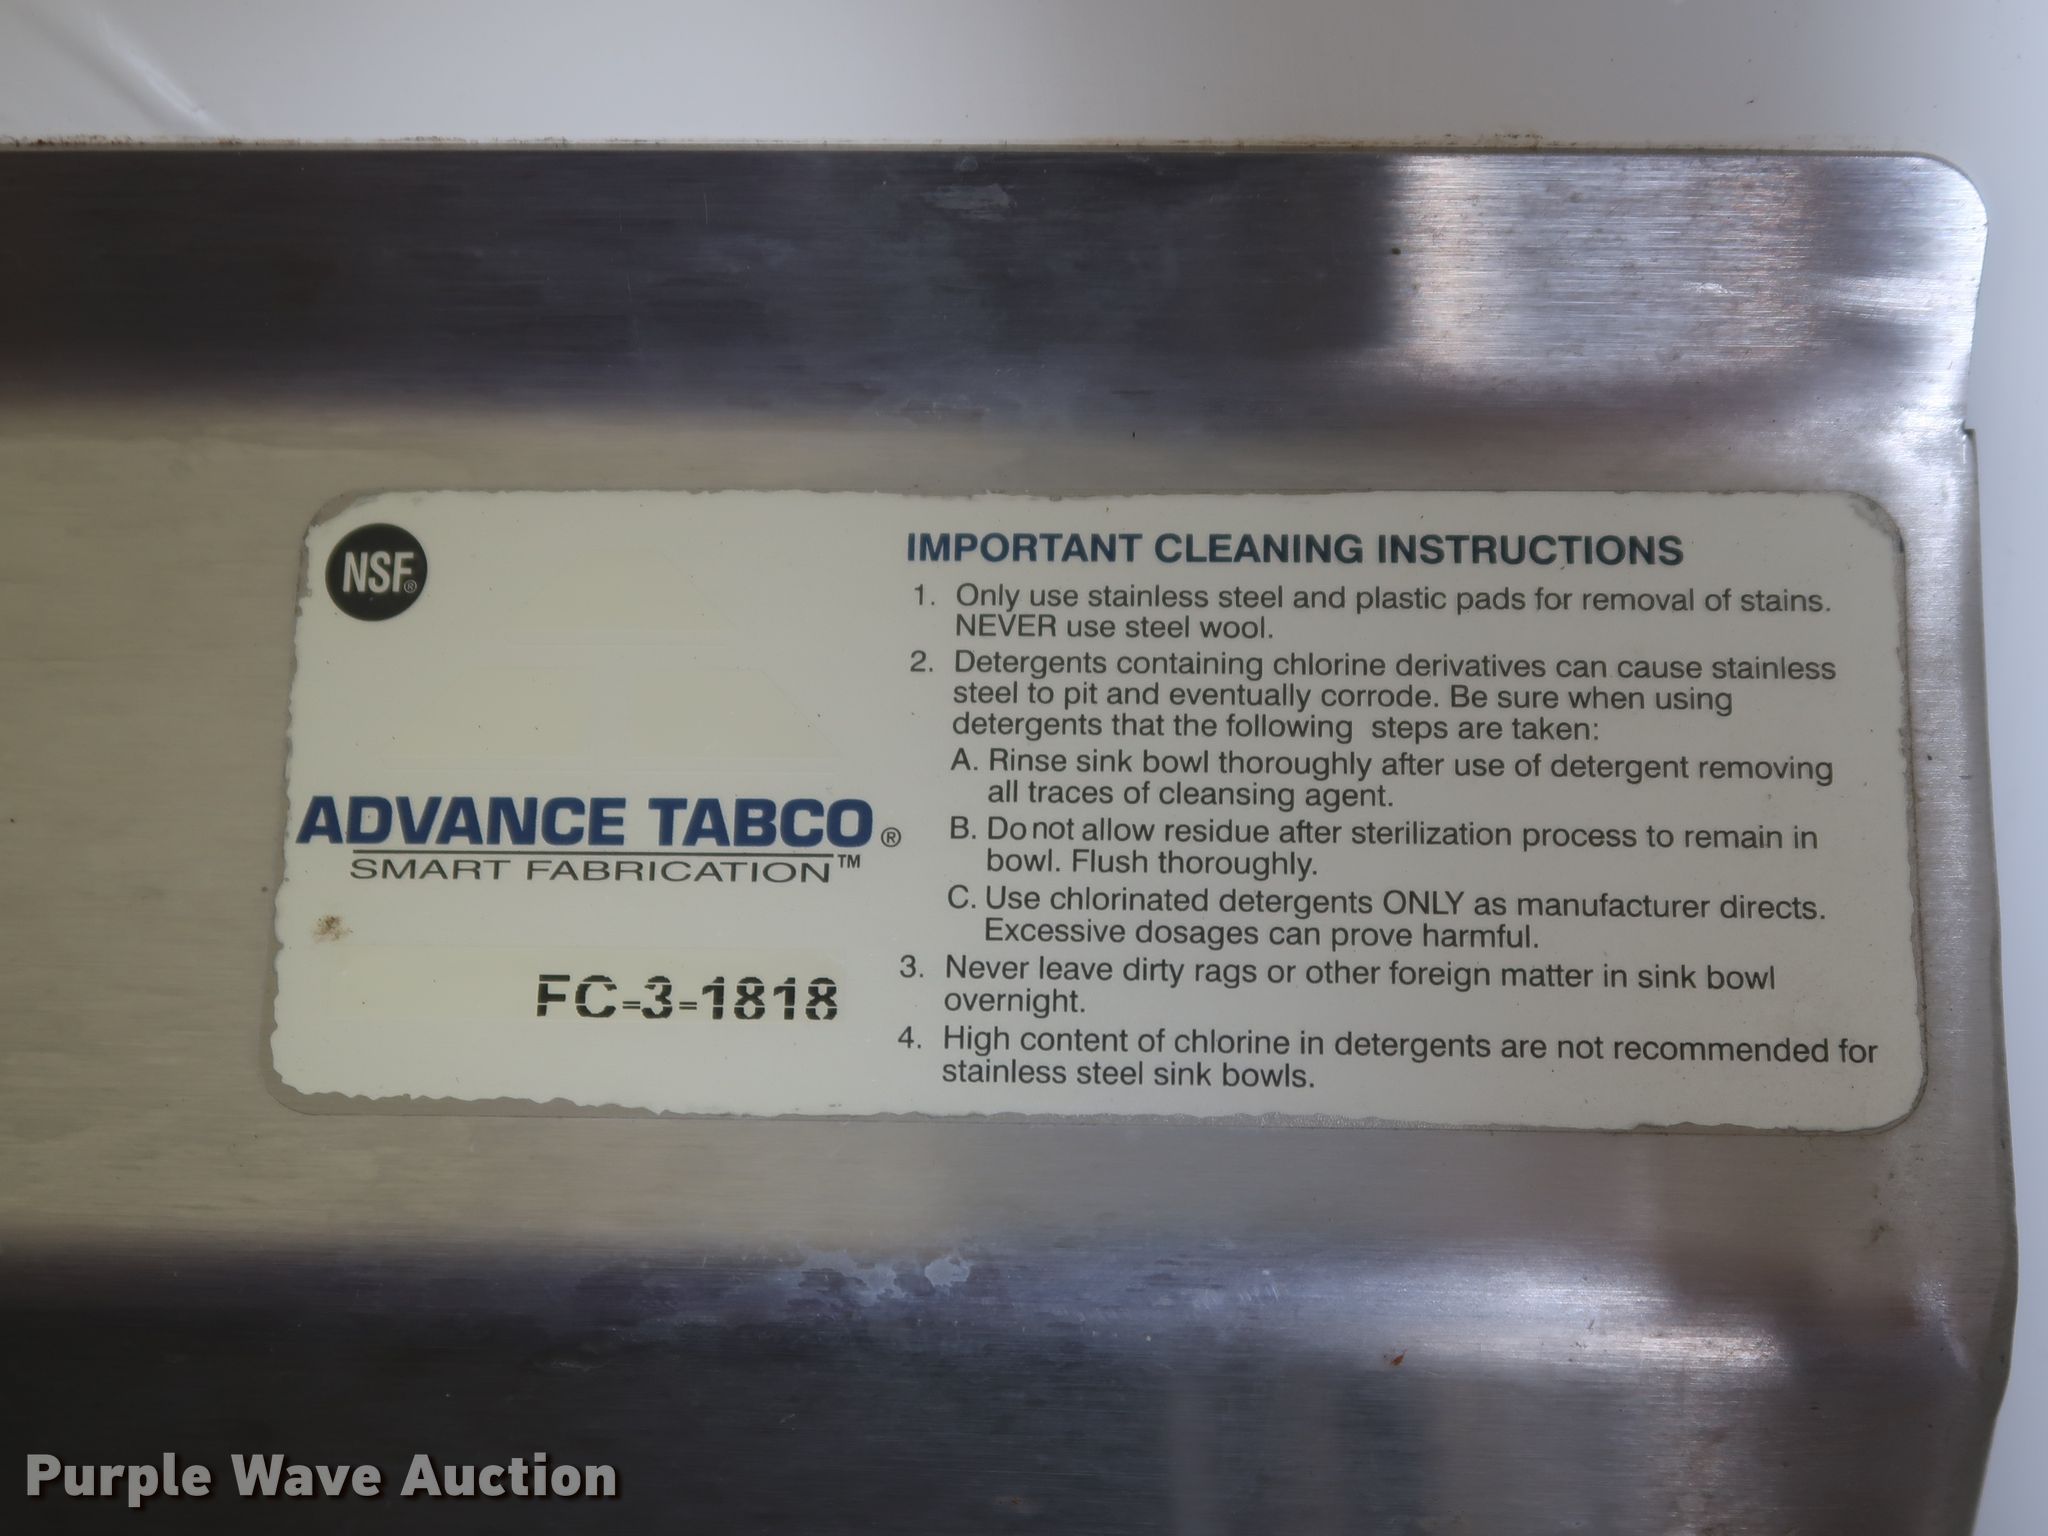 NSF®
ADVANCE TABCO®
SMART FABRICATION™
FC-3-1818
IMPORTANT CLEANING INSTRUCTIONS
1. Only use stainless steel and plastic pads for removal of stains.
NEVER use steel wool.
2. Detergents containing chlorine derivatives can cause stainless
steel to pit and eventually corrode. Be sure when using
detergents that the following steps are taken:
A. Rinse sink bowl thoroughly after use of detergent removing
all traces of cleansing agent.
B. Do not allow residue after sterilization process to remain in
bowl. Flush thoroughly.
C. Use chlorinated detergents ONLY as manufacturer directs.
Excessive dosages can prove harmful.
3. Never leave dirty rags or other foreign matter in sink bowl
overnight.
4. High content of chlorine in detergents are not recommended for
stainless steel sink bowls.
Purple Wave Auction